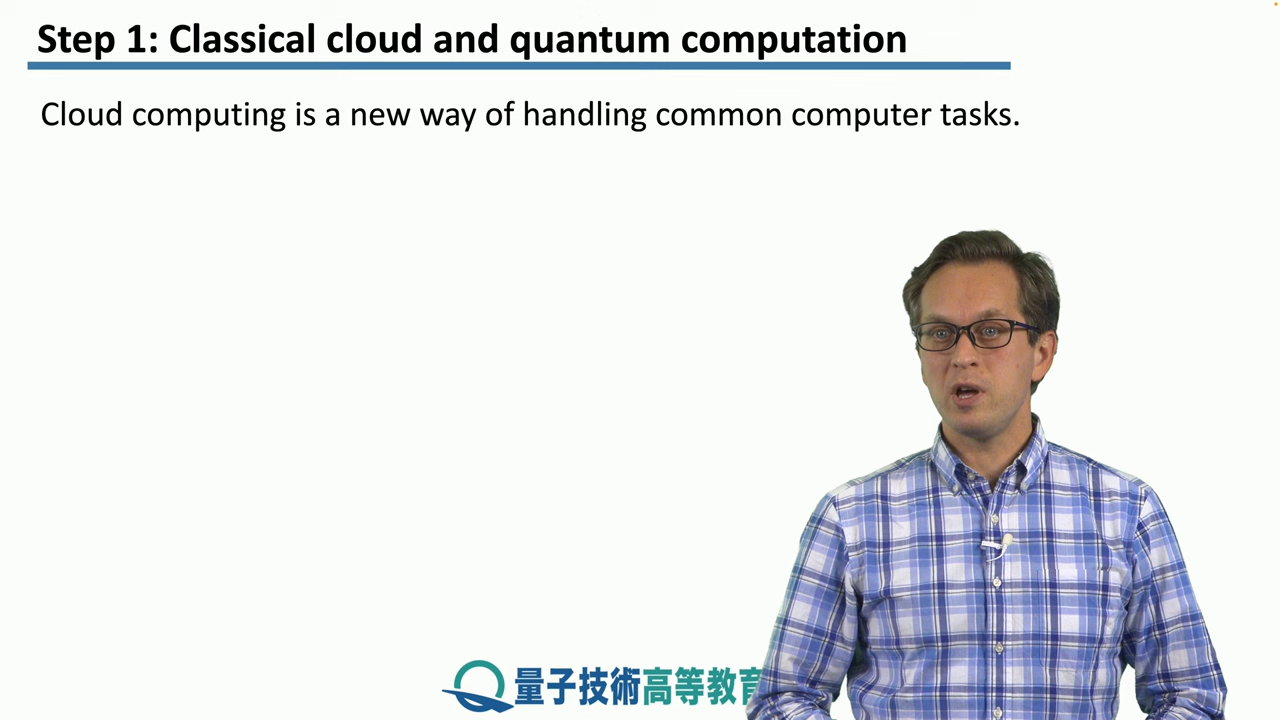 Step 1: Classical cloud and quantum computation
Cloud computing is a new way of handling common computer tasks.
量子技術高等教育